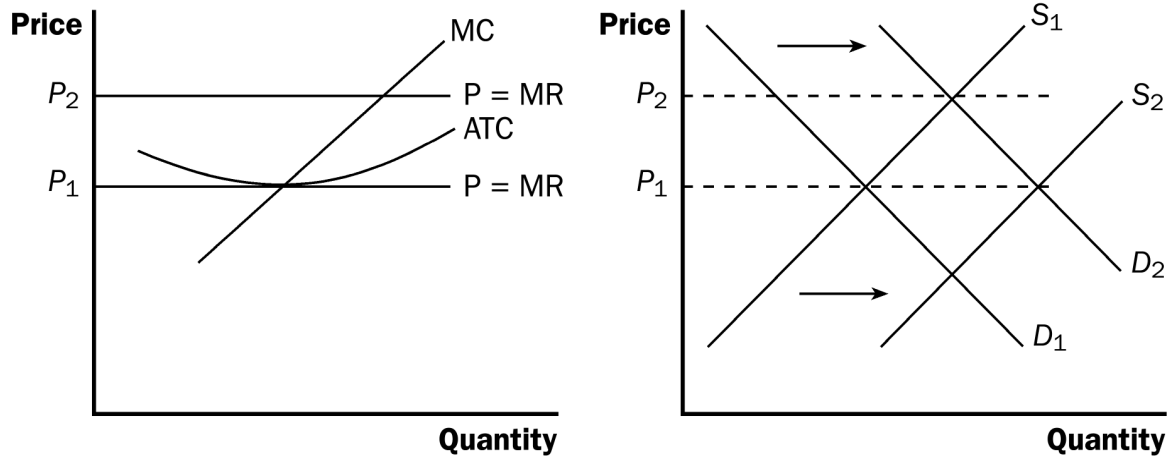 Price
MC
P₂
P = MR
ATC
P₁
P = MR
Quantity
Price
S₁
P₂
S₂
P₁
D₂
D₁
Quantity